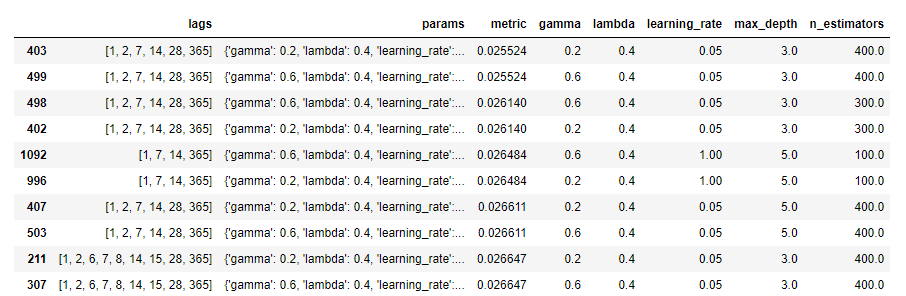 lags params metric gamma lambda learning_rate max_depth n_estimators
403 [1, 2, 7, 14, 28, 365] {'gamma': 0.2, 'lambda': 0.4, 'learning_rate':... 0.025524 0.2 0.4 0.05 3.0 400.0
499 [1, 2, 7, 14, 28, 365] {'gamma': 0.6, 'lambda': 0.4, 'learning_rate':... 0.025524 0.6 0.4 0.05 3.0 400.0
498 [1, 2, 7, 14, 28, 365] {'gamma': 0.6, 'lambda': 0.4, 'learning_rate':... 0.026140 0.6 0.4 0.05 3.0 300.0
402 [1, 2, 7, 14, 28, 365] {'gamma': 0.2, 'lambda': 0.4, 'learning_rate':... 0.026140 0.2 0.4 0.05 3.0 300.0
1092 [1, 7, 14, 365] {'gamma': 0.6, 'lambda': 0.4, 'learning_rate':... 0.026484 0.6 0.4 1.00 5.0 100.0
996 [1, 7, 14, 365] {'gamma': 0.2, 'lambda': 0.4, 'learning_rate':... 0.026484 0.2 0.4 1.00 5.0 100.0
407 [1, 2, 7, 14, 28, 365] {'gamma': 0.2, 'lambda': 0.4, 'learning_rate':... 0.026611 0.2 0.4 0.05 5.0 400.0
503 [1, 2, 7, 14, 28, 365] {'gamma': 0.6, 'lambda': 0.4, 'learning_rate':... 0.026611 0.6 0.4 0.05 5.0 400.0
211 [1, 2, 6, 7, 8, 14, 15, 28, 365] {'gamma': 0.2, 'lambda': 0.4, 'learning_rate':... 0.026647 0.2 0.4 0.05 3.0 400.0
307 [1, 2, 6, 7, 8, 14, 15, 28, 365] {'gamma': 0.6, 'lambda': 0.4, 'learning_rate':... 0.026647 0.6 0.4 0.05 3.0 400.0